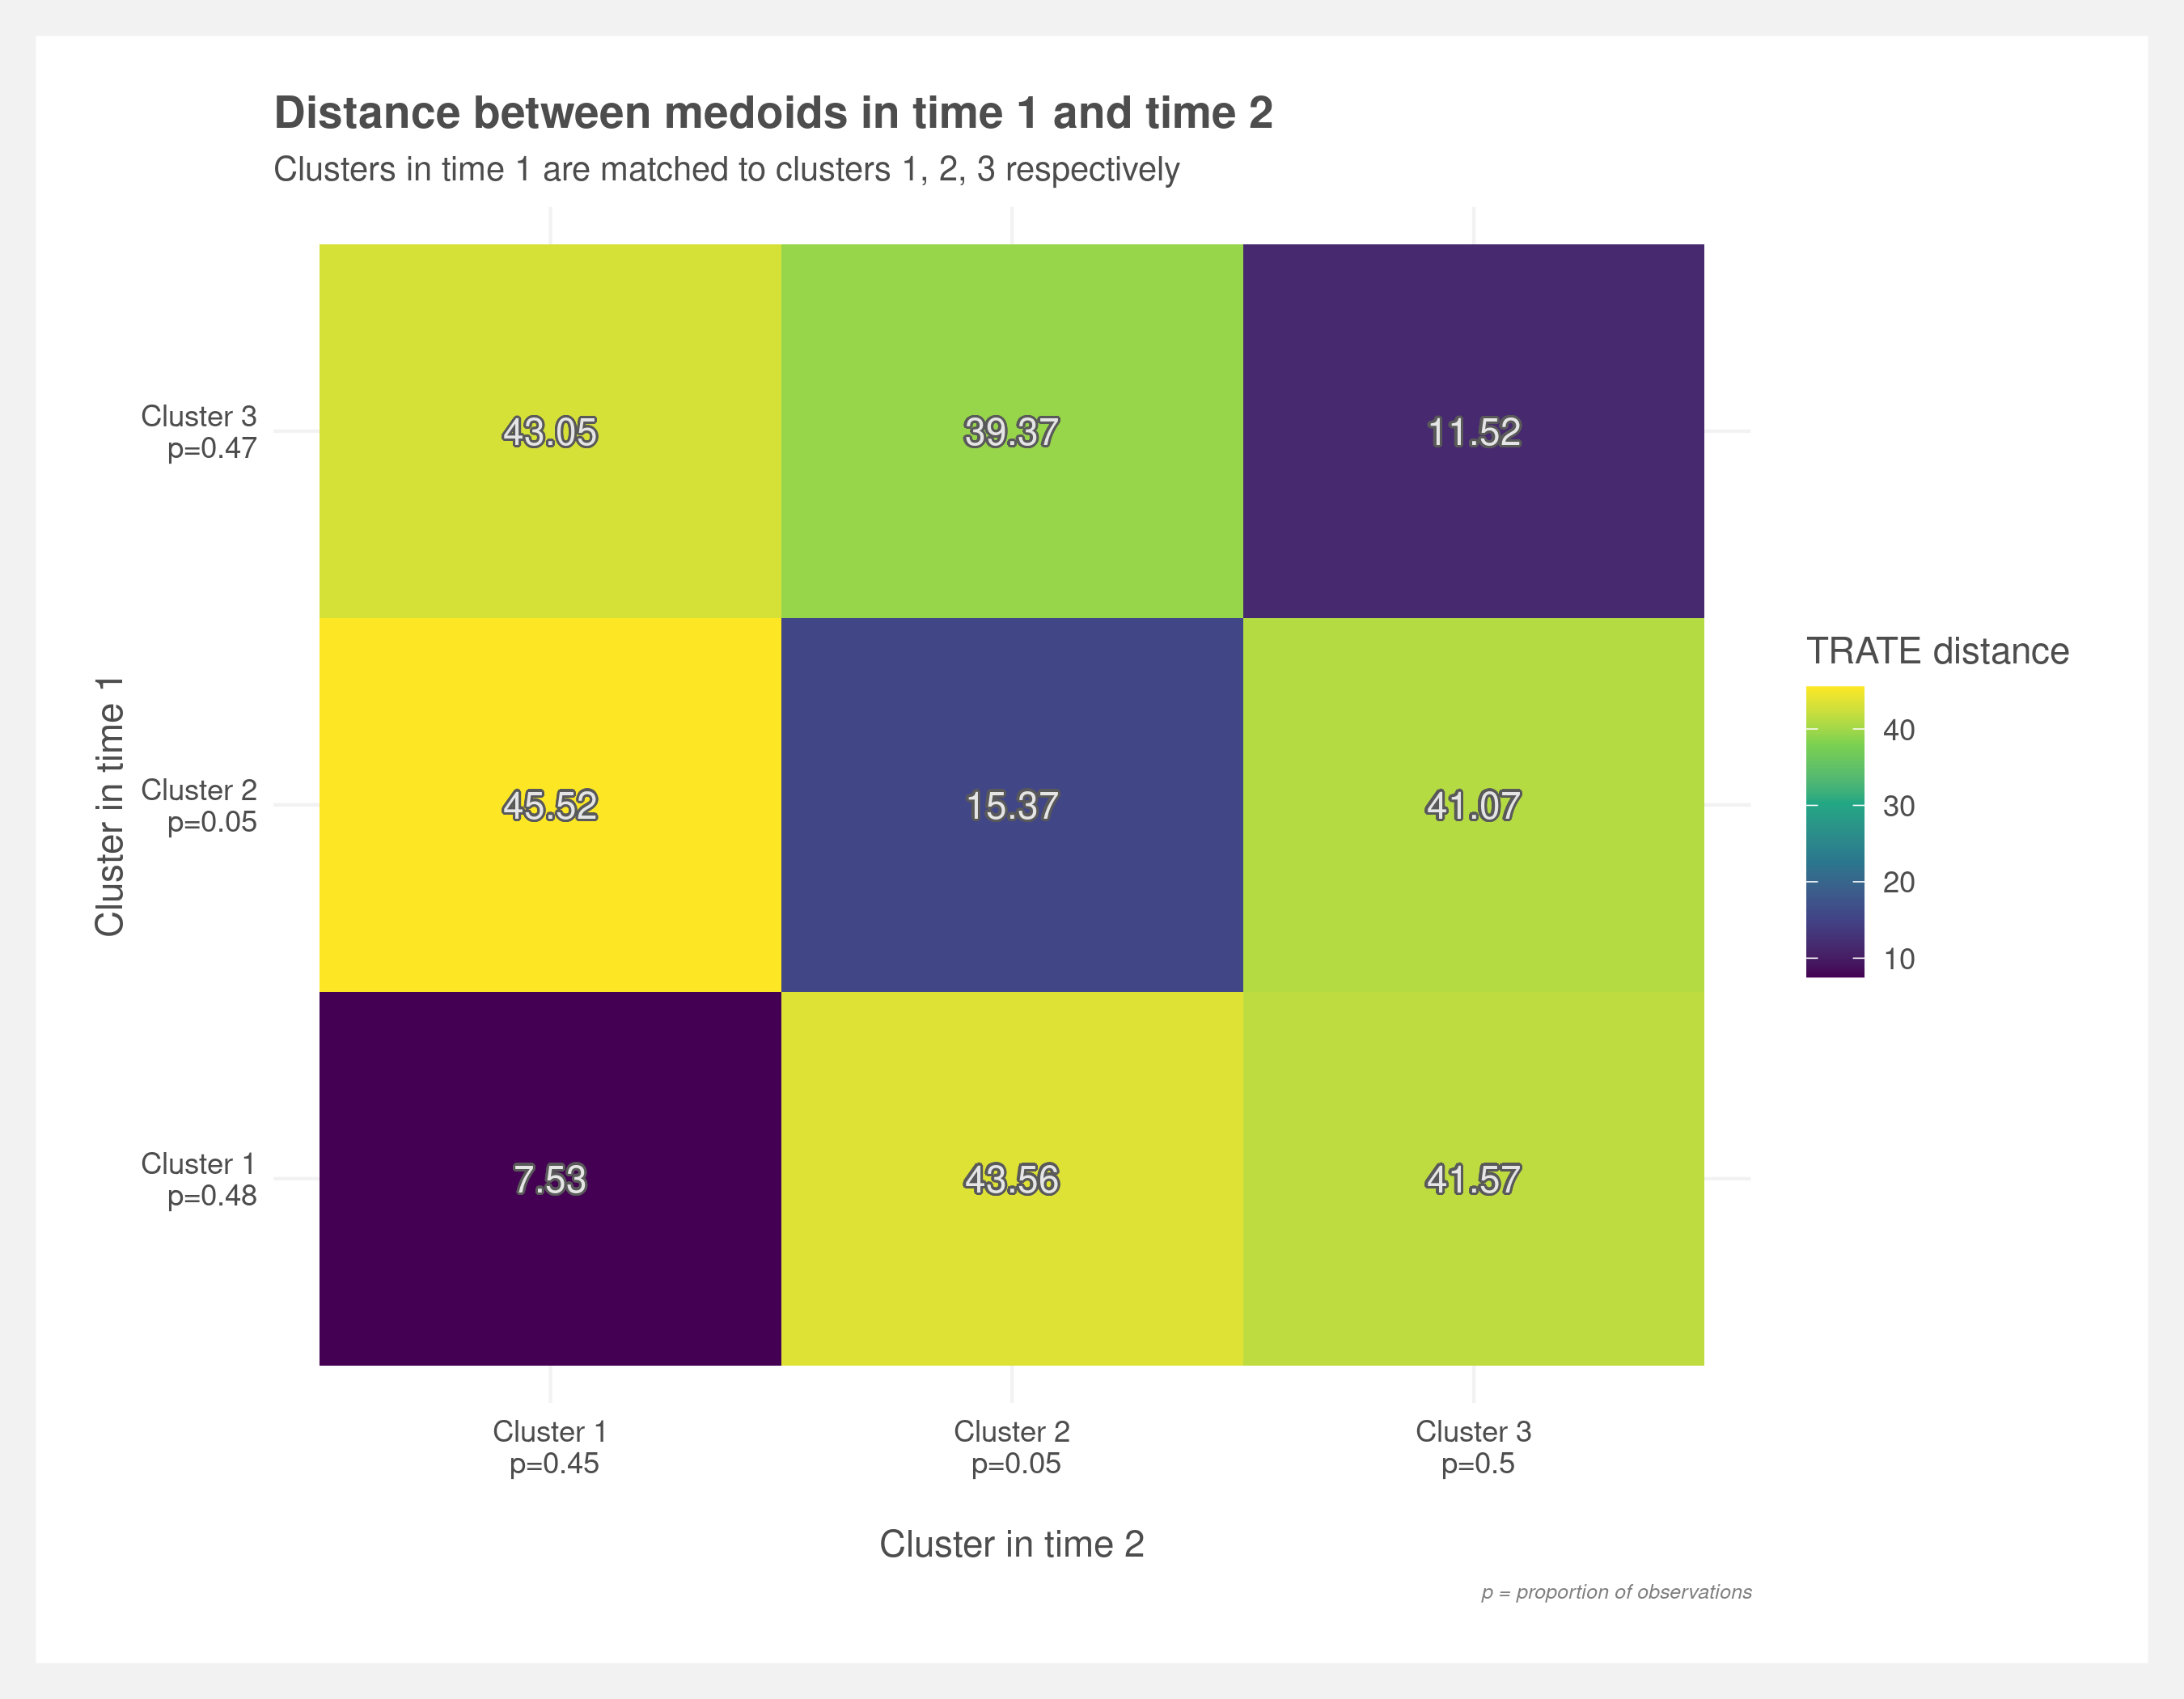 Distance between medoids in time 1 and time 2
Clusters in time 1 are matched to clusters 1, 2, 3 respectively
Cluster in time 1
Cluster 3
p=0.47
43.05
39.37
11.52
Cluster 2
p=0.05
45.52
15.37
41.07
Cluster 1
p=0.48
7.53
43.56
41.57
Cluster 1
p=0.45
Cluster 2
p=0.05
Cluster 3
p=0.5
Cluster in time 2
TRATE distance
40
30
20
10
p = proportion of observations